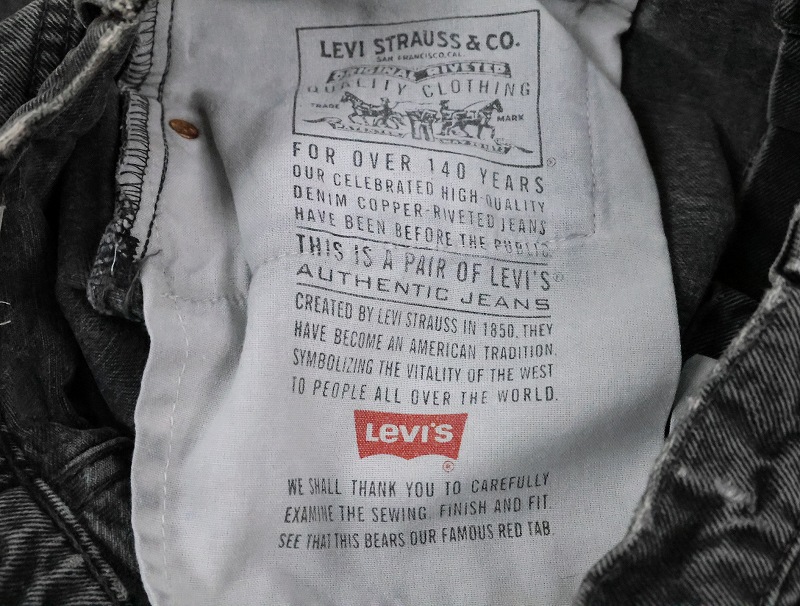 LEVI STRAUSS & CO.
SAN FRANCISCO, CAL.
ORIGINAL RIVETED
QUALITY CLOTHING
TRADE MARK
®
FOR OVER 140 YEARS
OUR CELEBRATED HIGH-QUALITY
DENIM COPPER-RIVETED JEANS
HAVE BEEN BEFORE THE PUBLIC.
THIS IS A PAIR OF LEVI'S®
AUTHENTIC JEANS
CREATED BY LEVI STRAUSS IN 1850. THEY
HAVE BECOME AN AMERICAN TRADITION,
SYMBOLIZING THE VITALITY OF THE WEST
TO PEOPLE ALL OVER THE WORLD.
LEVI'S
®
WE SHALL THANK YOU TO CAREFULLY
EXAMINE THE SEWING, FINISH AND FIT.
SEE THAT THIS BEARS OUR FAMOUS RED TAB.